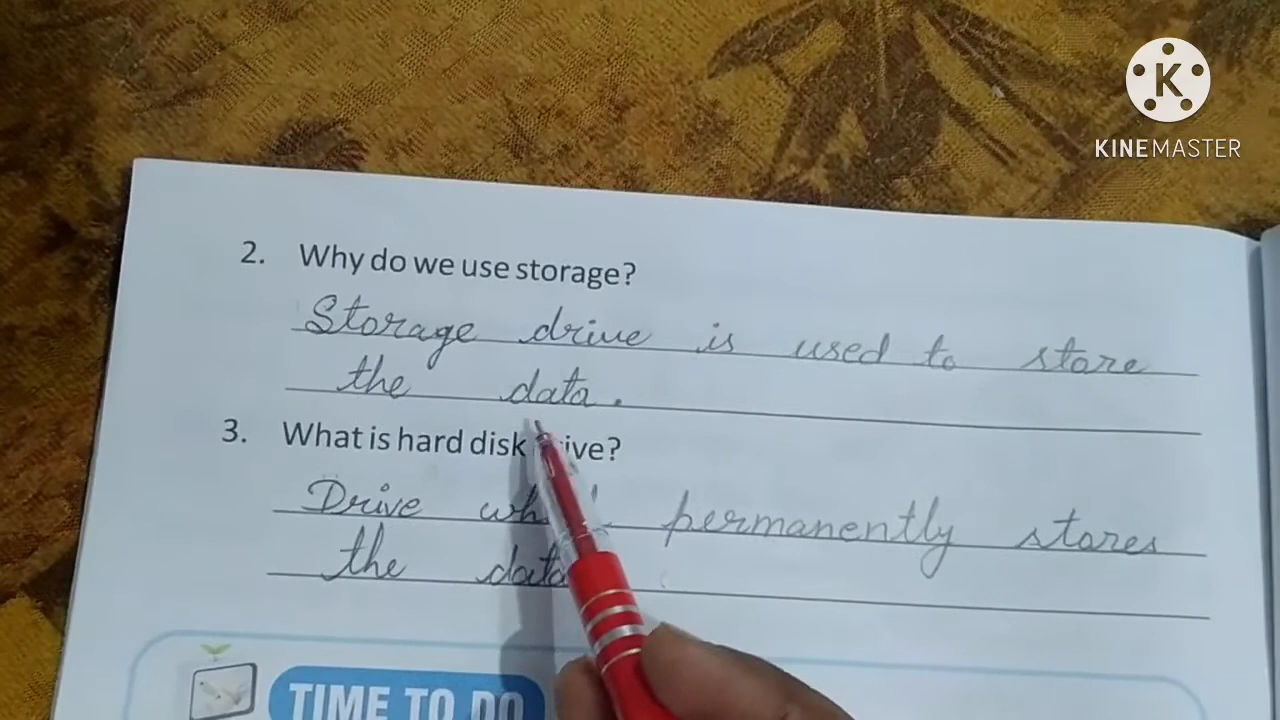 K
KINEMASTER
2. Why do we use storage?
Storage drive is used to store
the data.
3. What is hard disk
Drive permanently stores
the data
TIME TO DO